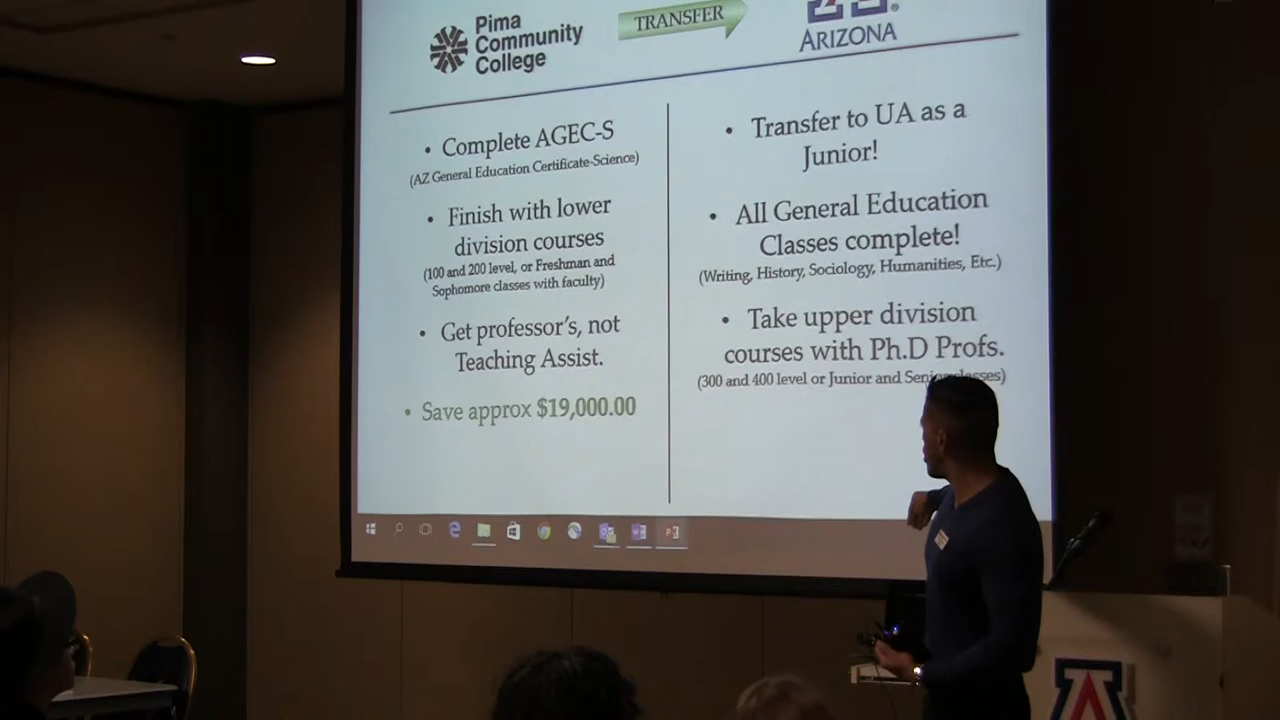 Pima
Community
College
TRANSFER
ARIZONA
• Complete AGEC-S
(AZ General Education Certificate-Science)
• Finish with lower
division courses
(100 and 200 level, or Freshman and
Sophomore classes with faculty)
• Get professor's, not
Teaching Assist.
• Save approx $19,000.00
• Transfer to UA as a
Junior!
• All General Education
Classes complete!
(Writing, History, Sociology, Humanities, Etc.)
• Take upper division
courses with Ph.D Profs.
(300 and 400 level or Junior and Senior classes)
A